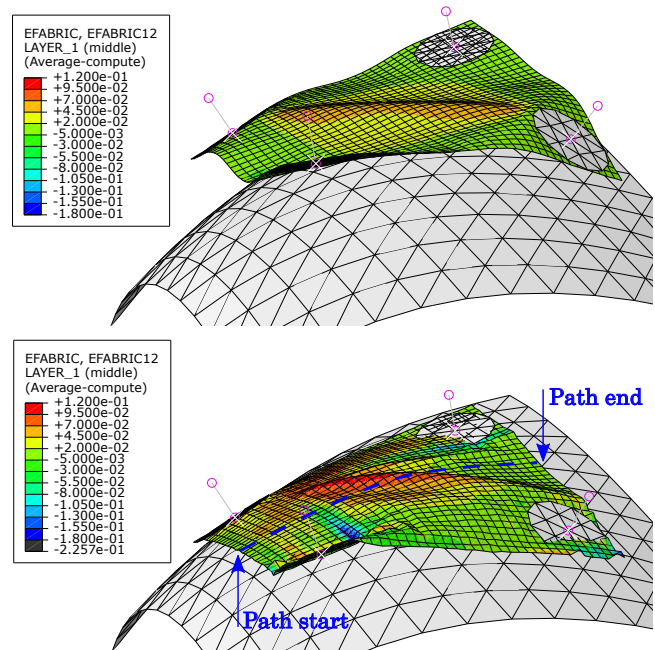 EFABRIC, EFABRIC12
LAYER_1 (middle)
(Average-compute)
+1.200e-01
+9.500e-02
+7.000e-02
+4.500e-02
+2.000e-02
-5.000e-03
-3.000e-02
-5.500e-02
-8.000e-02
-1.050e-01
-1.300e-01
-1.550e-01
-1.800e-01
EFABRIC, EFABRIC12
LAYER_1 (middle)
(Average-compute)
+1.200e-01
+9.500e-02
+7.000e-02
+4.500e-02
+2.000e-02
-5.000e-03
-3.000e-02
-5.500e-02
-8.000e-02
-1.050e-01
-1.300e-01
-1.550e-01
-1.800e-01
-2.257e-01
Path end
Path start